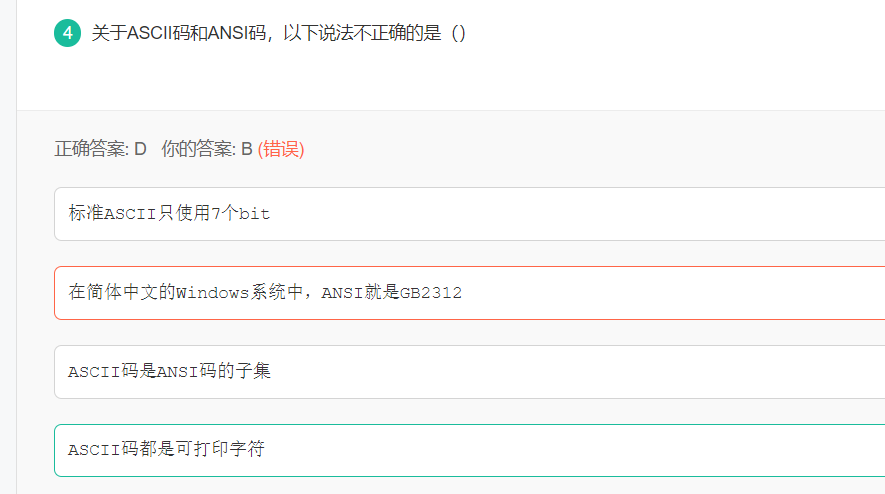 4 关于ASCII码和ANSI码，以下说法不正确的是（）
正确答案: D 你的答案: B (错误)
标准ASCII只使用7个bit
在简体中文的Windows系统中，ANSI就是GB2312
ASCII码是ANSI码的子集
ASCII码都是可打印字符